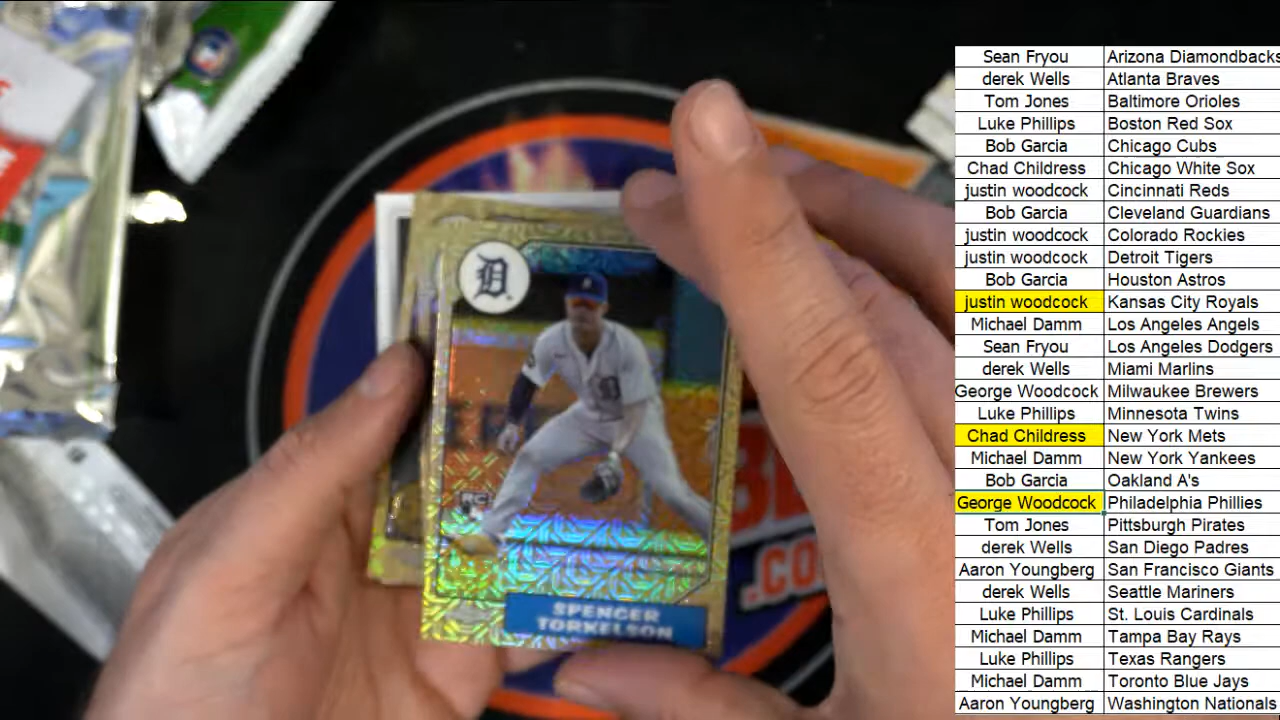 D
RC
SPENCER
TORKELSON
.CO
Sean Fryou Arizona Diamondbacks
derek Wells Atlanta Braves
Tom Jones Baltimore Orioles
Luke Phillips Boston Red Sox
Bob Garcia Chicago Cubs
Chad Childress Chicago White Sox
justin woodcock Cincinnati Reds
Bob Garcia Cleveland Guardians
justin woodcock Colorado Rockies
justin woodcock Detroit Tigers
Bob Garcia Houston Astros
justin woodcock Kansas City Royals
Michael Damm Los Angeles Angels
Sean Fryou Los Angeles Dodgers
derek Wells Miami Marlins
George Woodcock Milwaukee Brewers
Luke Phillips Minnesota Twins
Chad Childress New York Mets
Michael Damm New York Yankees
Bob Garcia Oakland A's
George Woodcock Philadelphia Phillies
Tom Jones Pittsburgh Pirates
derek Wells San Diego Padres
Aaron Youngberg San Francisco Giants
derek Wells Seattle Mariners
Luke Phillips St. Louis Cardinals
Michael Damm Tampa Bay Rays
Luke Phillips Texas Rangers
Michael Damm Toronto Blue Jays
Aaron Youngberg Washington Nationals